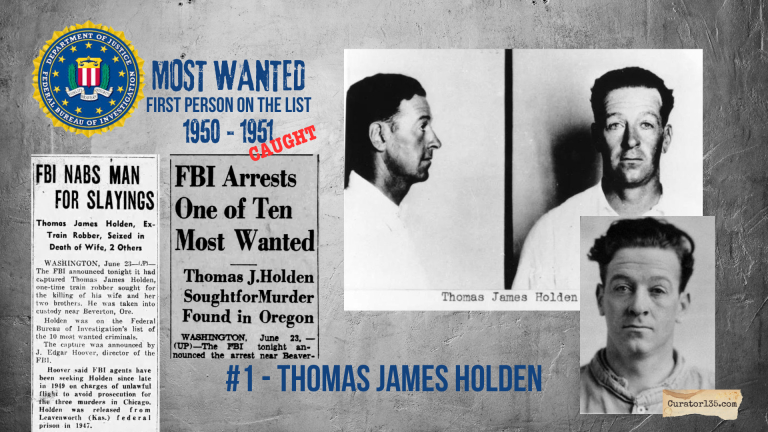 DEPARTMENT OF JUSTICE
FEDERAL BUREAU OF INVESTIGATION
MOST WANTED
FIRST PERSON ON THE LIST
1950 - 1951
CAUGHT
FBI NABS MAN
FOR SLAYINGS
Thomas James Holden, Ex-
Train Robber, Seized in
Death of Wife, 2 Others
WASHINGTON, June 23—(JP)—
The FBI announced tonight it had
captured Thomas James Holden,
one-time train robber sought for
the killing of his wife and her
two brothers. He was taken into
custody near Beverton, Ore.
Holden was on the Federal
Bureau of Investigation's list of
the 10 most wanted criminals.
The capture was announced by
J. Edgar Hoover, director of the
FBI.
Hoover said FBI agents have
been seeking Holden since late
in 1949 on charges of unlawful
flight to avoid prosecution for
the three murders in Chicago.
Holden was released from
Leavenworth (Kas.) federal
prison in 1947.
FBI Arrests
One of Ten
Most Wanted
Thomas J.Holden
SoughtforMurder
Found in Oregon
WASHINGTON, June 23, —
(UP)—The FBI tonight an-
nounced the arrest near Beaver-
Thomas James Holden
#1 - THOMAS JAMES HOLDEN
Curator135.com